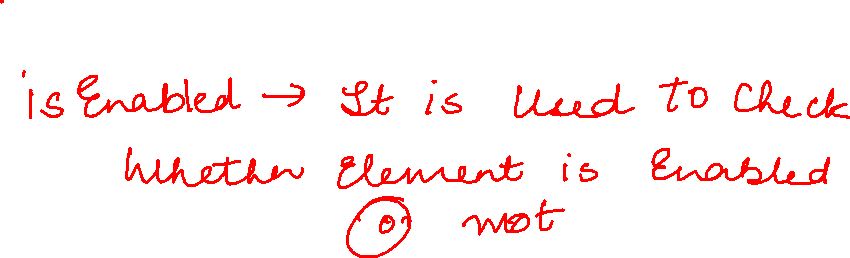 isEnabled → It is Used To Check
Whether Element is Enabled
or not